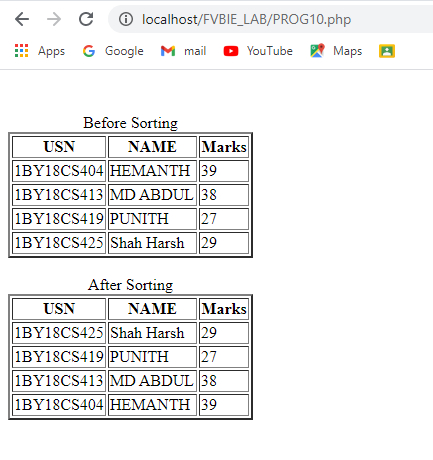 localhost/FVBIE_LAB/PROG10.php
Apps Google mail YouTube Maps
Before Sorting
USN NAME Marks
1BY18CS404 HEMANTH 39
1BY18CS413 MD ABDUL 38
1BY18CS419 PUNITH 27
1BY18CS425 Shah Harsh 29
After Sorting
USN NAME Marks
1BY18CS425 Shah Harsh 29
1BY18CS419 PUNITH 27
1BY18CS413 MD ABDUL 38
1BY18CS404 HEMANTH 39